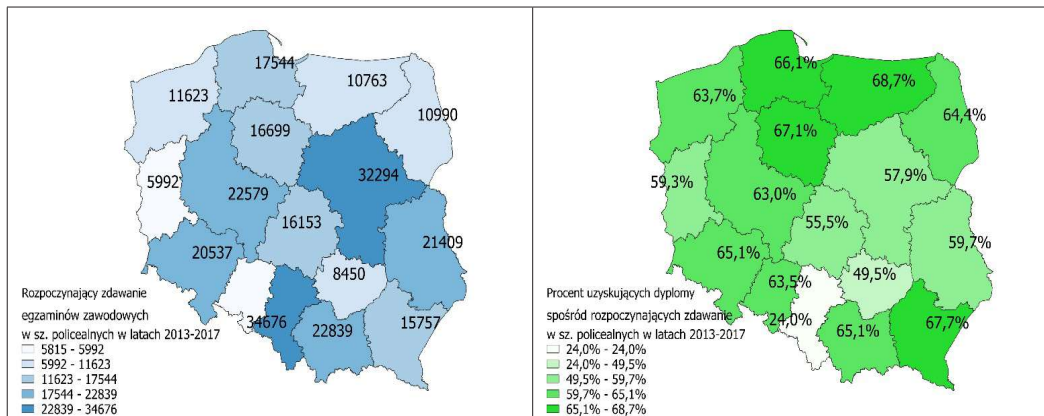 17544
10763
11623
10990
16699
32294
5992
22579
16153
21409
20537
8450
34676
22839
15757
Rozpoczynający zdawanie
egzaminów zawodowych
w sz. policealnych w latach 2013-2017
5815 - 5992
5992 - 11623
11623 - 17544
17544 - 22839
22839 - 34676
66,1%
68,7%
63,7%
64,4%
67,1%
57,9%
59,3%
63,0%
55,5%
59,7%
65,1%
63,5%
49,5%
24,0%
65,1%
67,7%
Procent uzyskujących dyplomy
spośród rozpoczynających zdawanie
w sz. policealnych w latach 2013-2017
24,0% - 24,0%
24,0% - 49,5%
49,5% - 59,7%
59,7% - 65,1%
65,1% - 68,7%